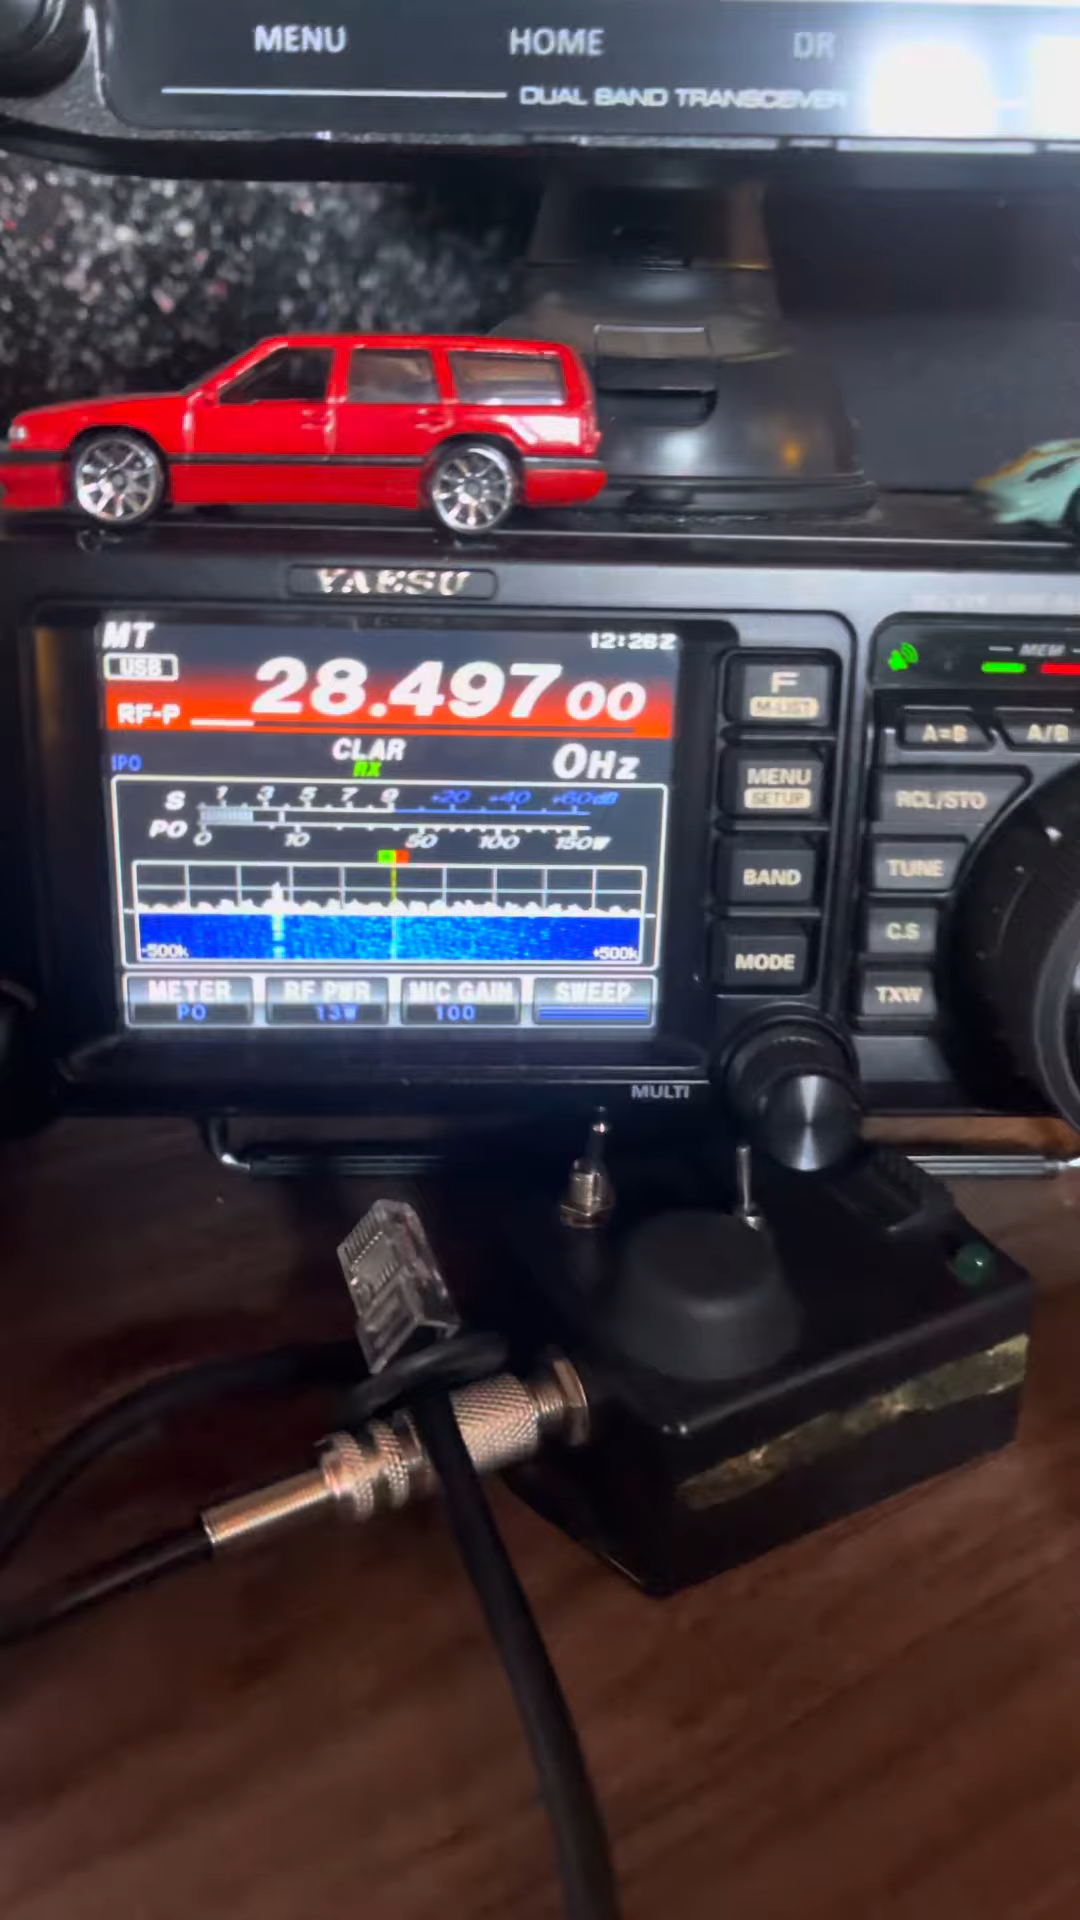 MENU HOME DR
DUAL BAND TRANSCEIVER
YAESU
MT 12:26Z
USB
28.497 00
RF-P
CLAR 0Hz
IPO RX
S 1 3 5 7 9 +20 +40 +60dB
PO 0 10 50 100 150W
-500k +500k
METER RF PWR MIC GAIN SWEEP
PO 13W 100
F
M-LIST
MENU
SETUP
BAND
MODE
MULTI
MEM
A=B A/B
RCL/STO
TUNE
C.S
TXW